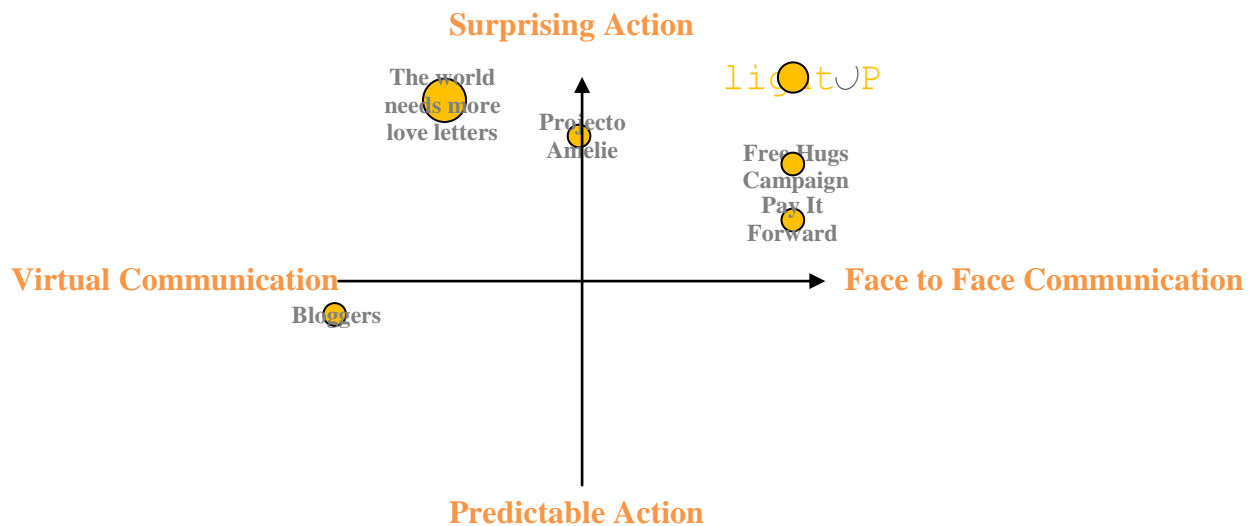 Surprising Action
The world
needs more
love letters
lightUP
Projecto
Amelie
Free Hugs
Campaign
Pay It
Forward
Virtual Communication
Face to Face Communication
Bloggers
Predictable Action